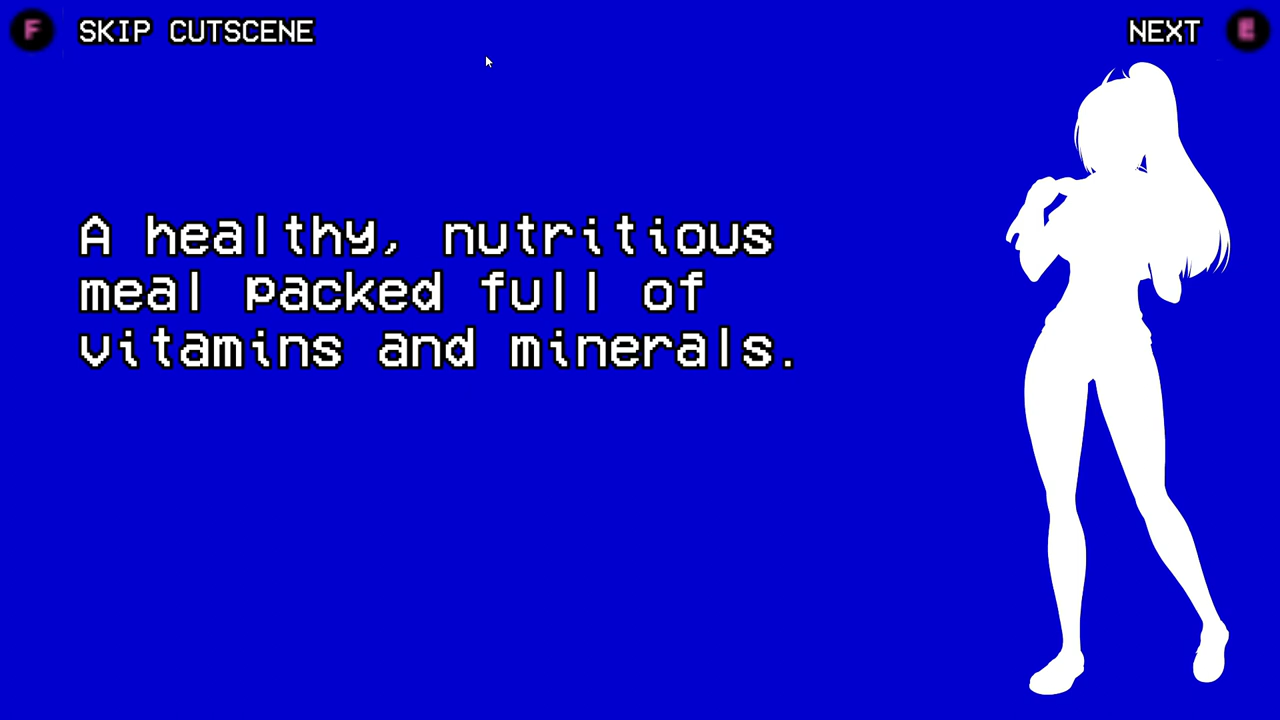 F SKIP CUTSCENE
NEXT E
A healthy, nutritious
meal packed full of
vitamins and minerals.